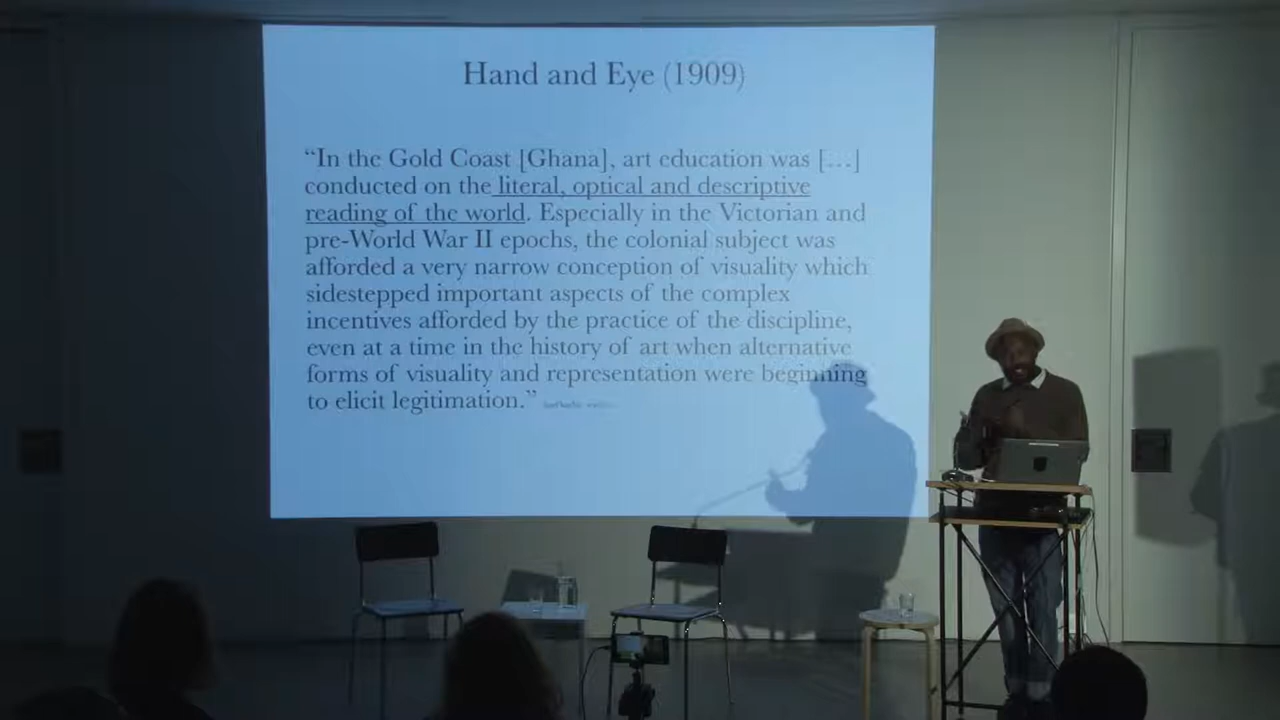 Hand and Eye (1909)
“In the Gold Coast [Ghana], art education was […]
conducted on the literal, optical and descriptive
reading of the world. Especially in the Victorian and
pre-World War II epochs, the colonial subject was
afforded a very narrow conception of visuality which
sidestepped important aspects of the complex
incentives afforded by the practice of the discipline,
even at a time in the history of art when alternative
forms of visuality and representation were beginning
to elicit legitimation.”